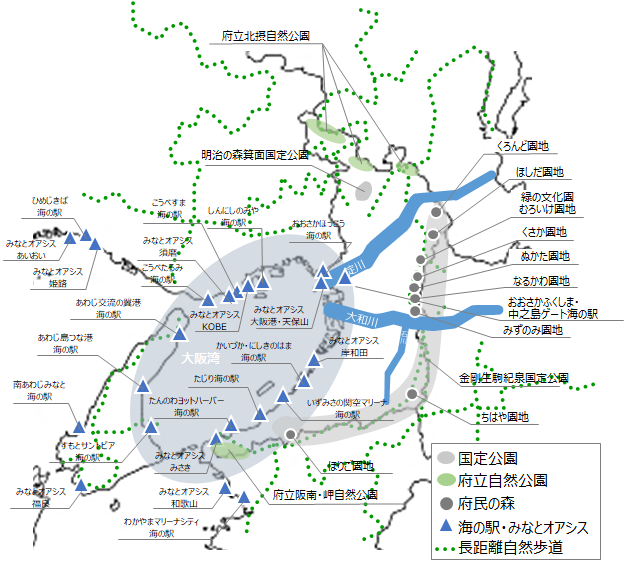 府立北摂自然公園
明治の森箕面国定公園
くろんど園地
ほしだ園地
緑の文化園
むろいけ園地
くさか園地
ぬかた園地
なるかわ園地
おおさかふくしま・
中之島ゲート海の駅
みずのみ園地
金剛生駒紀泉国定公園
ちはや園地
ひめじきば
海の駅
みなとオアシス
あいおい
みなとオアシス
姫路
こうべすま
海の駅
しんにしのみや
海の駅
みなとオアシス
須磨
こうべたるみ
海の駅
おおさかほっこう
海の駅
淀川
大和川
あわじ交流の翼港
海の駅
みなとオアシス
KOBE
みなとオアシス
大阪港・天保山
あわじ島つな港
海の駅
大阪湾
かいづか・にしきのはま
海の駅
みなとオアシス
岸和田
南あわじみなと
海の駅
たじり海の駅
たんのわヨットハーバー
海の駅
いずみさの関空マリーナ
海の駅
すもとサントピア
海の駅
みなとオアシス
みさき
みなとオアシス
福良
みなとオアシス
和歌山
わかやまマリーナシティ
海の駅
ほりご園地
府立阪南・岬自然公園
国定公園
府立自然公園
府民の森
海の駅・みなとオアシス
長距離自然歩道